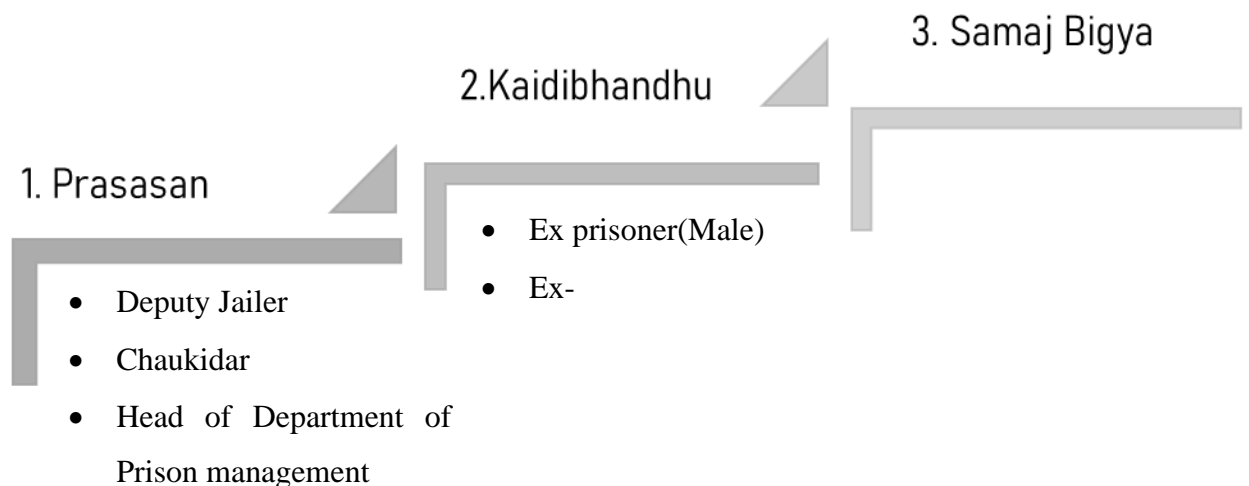 3. Samaj Bigya
2.Kaidibhandhu
1. Prasasan
• Ex prisoner(Male)
• Ex-
• Deputy Jailer
• Chaukidar
• Head of Department of
Prison management